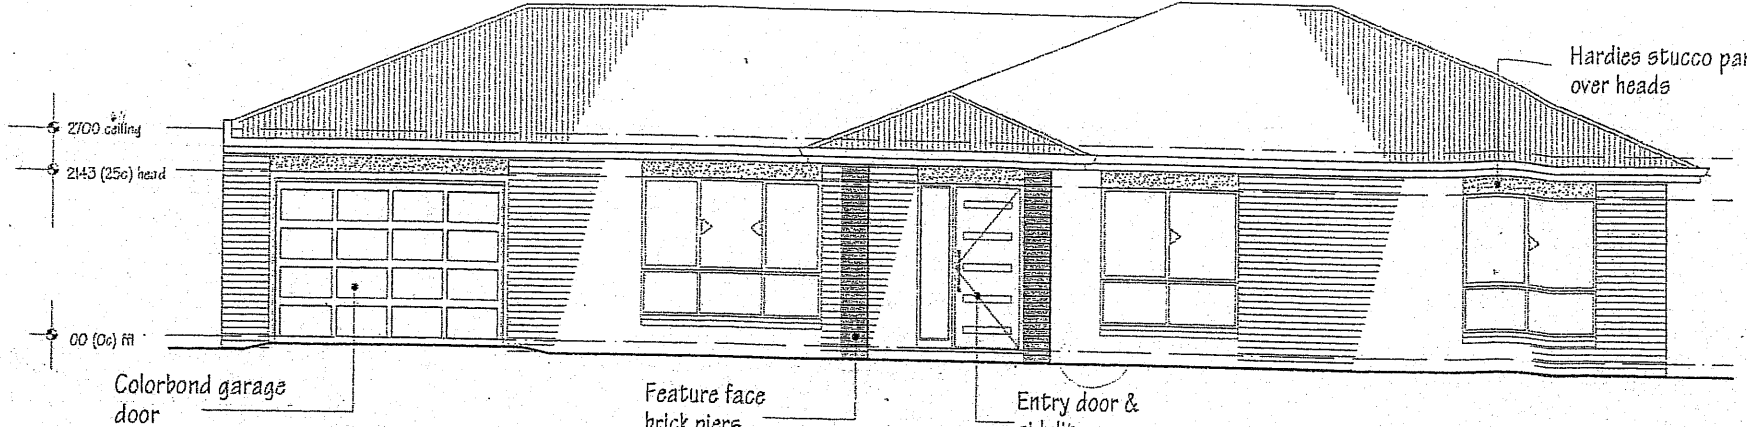 Hardies stucco pan
over heads
2700 ceiling
2143 (25c) head
00 (0c) ffl
Colorbond garage
door
Feature face
brick piers
Entry door &